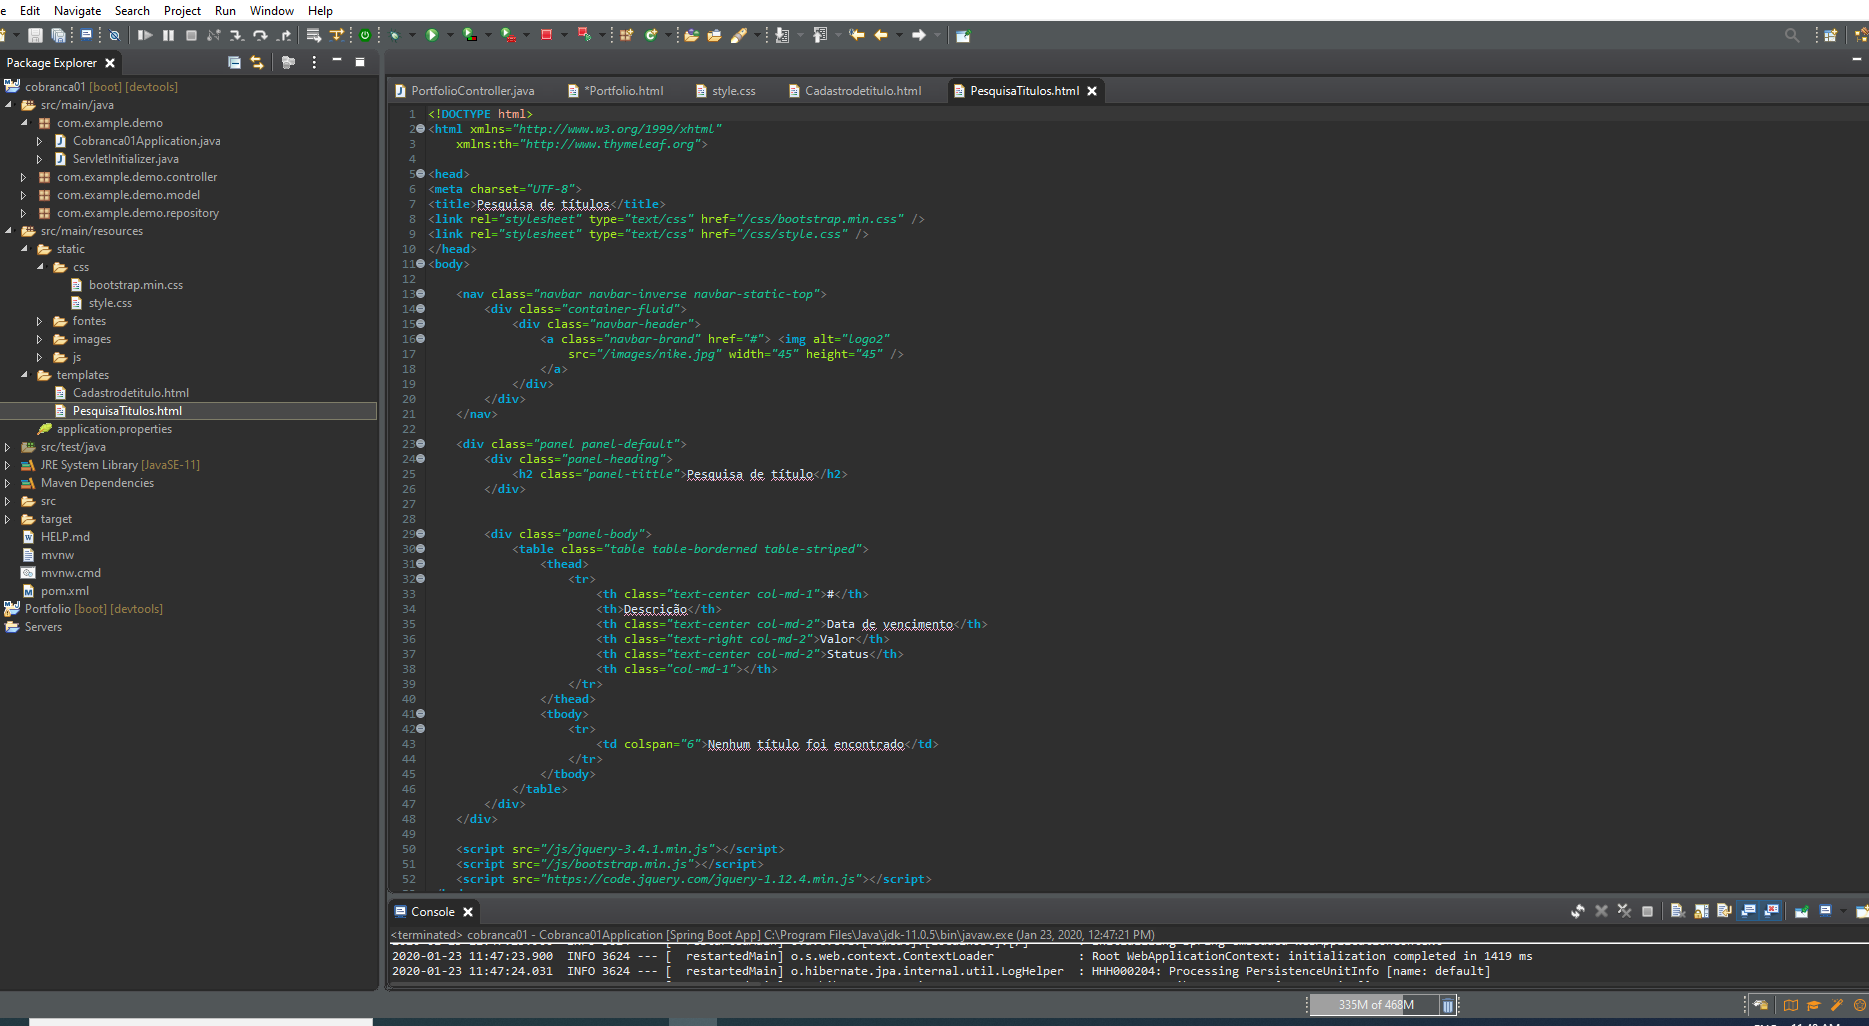 e Edit Navigate Search Project Run Window Help
Package Explorer
cobranca01 [boot] [devtools]
src/main/java
com.example.demo
Cobranca01Application.java
ServletInitializer.java
com.example.demo.controller
com.example.demo.model
com.example.demo.repository
src/main/resources
static
css
bootstrap.min.css
style.css
fontes
images
js
templates
Cadastrodetitulo.html
PesquisaTitulos.html
application.properties
src/test/java
JRE System Library [JavaSE-11]
Maven Dependencies
src
target
HELP.md
mvnw
mvnw.cmd
pom.xml
Portfolio [boot] [devtools]
Servers
PortfolioController.java *Portfolio.html style.css Cadastrodetitulo.html PesquisaTitulos.html
1 <!DOCTYPE html>
2 <html xmlns="http://www.w3.org/1999/xhtml"
3 xmlns:th="http://www.thymeleaf.org">
4
5 <head>
6 <meta charset="UTF-8">
7 <title>Pesquisa de títulos</title>
8 <link rel="stylesheet" type="text/css" href="/css/bootstrap.min.css" />
9 <link rel="stylesheet" type="text/css" href="/css/style.css" />
10 </head>
11 <body>
12
13 <nav class="navbar navbar-inverse navbar-static-top">
14 <div class="container-fluid">
15 <div class="navbar-header">
16 <a class="navbar-brand" href="#"> <img alt="logo2"
17 src="/images/nike.jpg" width="45" height="45" />
18 </a>
19 </div>
20 </div>
21 </nav>
22
23 <div class="panel panel-default">
24 <div class="panel-heading">
25 <h2 class="panel-tittle">Pesquisa de título</h2>
26 </div>
27
28
29 <div class="panel-body">
30 <table class="table table-borderned table-striped">
31 <thead>
32 <tr>
33 <th class="text-center col-md-1">#</th>
34 <th>Descrição</th>
35 <th class="text-center col-md-2">Data de vencimento</th>
36 <th class="text-right col-md-2">Valor</th>
37 <th class="text-center col-md-2">Status</th>
38 <th class="col-md-1"></th>
39 </tr>
40 </thead>
41 <tbody>
42 <tr>
43 <td colspan="6">Nenhum título foi encontrado</td>
44 </tr>
45 </tbody>
46 </table>
47 </div>
48 </div>
49
50 <script src="/js/jquery-3.4.1.min.js"></script>
51 <script src="/js/bootstrap.min.js"></script>
52 <script src="https://code.jquery.com/jquery-1.12.4.min.js"></script>
Console
<terminated> cobranca01 - Cobranca01Application [Spring Boot App] C:\Program Files\Java\jdk-11.0.5\bin\javaw.exe (Jan 23, 2020, 12:47:21 PM)
2020-01-23 11:47:23.900 INFO 3624 --- [ restartedMain] o.s.web.context.ContextLoader : Root WebApplicationContext: initialization completed in 1419 ms
2020-01-23 11:47:24.031 INFO 3624 --- [ restartedMain] o.hibernate.jpa.internal.util.LogHelper : HHH000204: Processing PersistenceUnitInfo [name: default]
335M of 468M